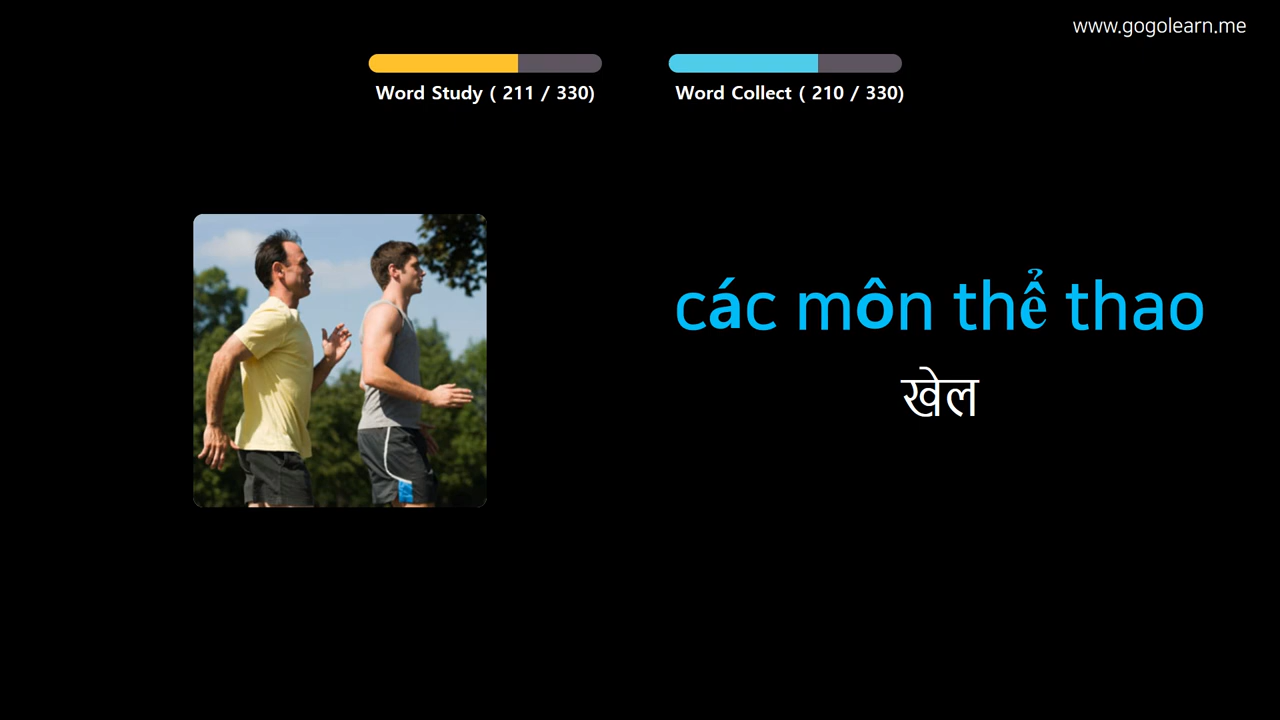 www.gogolearn.me
Word Study ( 211 / 330)
Word Collect ( 210 / 330)
các môn thể thao
खेल